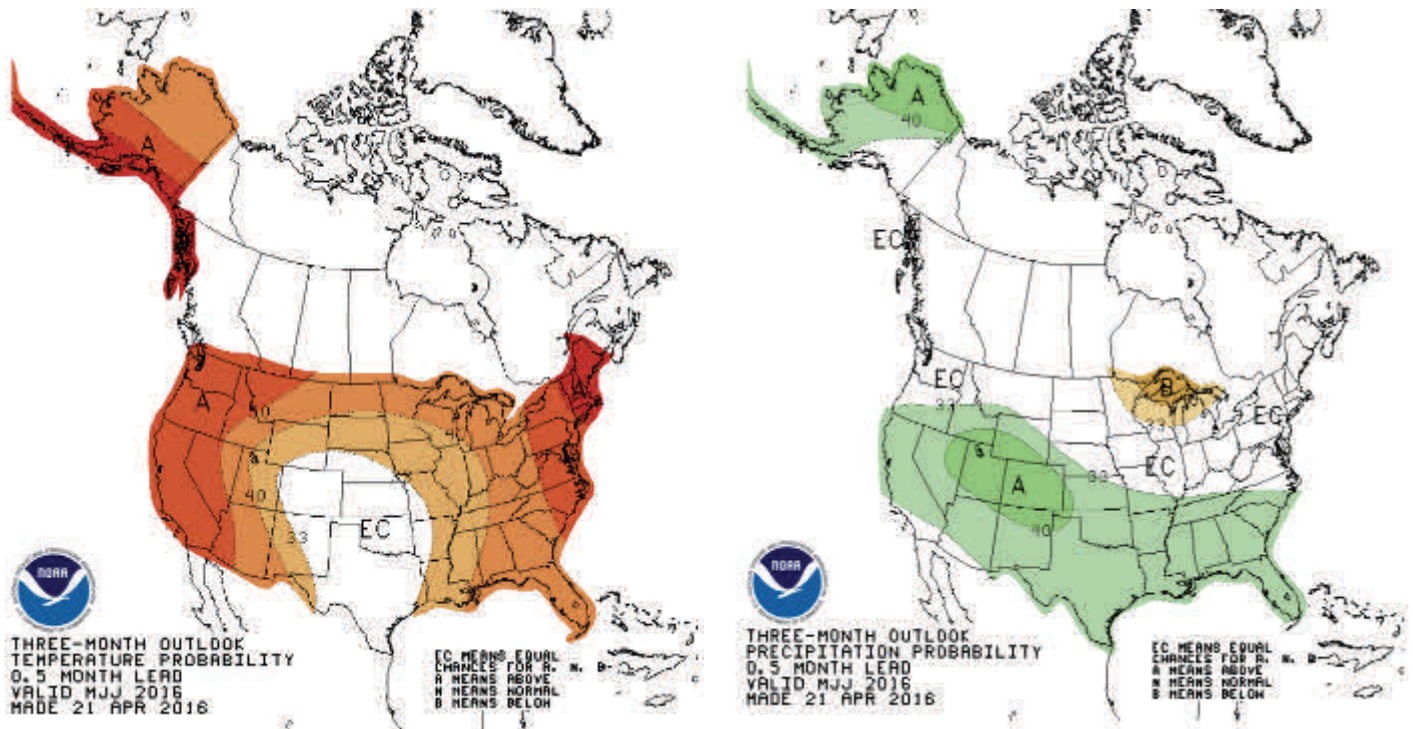 A
A
40
40
33
EC
A
NOAA
THREE-MONTH OUTLOOK
TEMPERATURE PROBABILITY
0.5 MONTH LEAD
VALID MJJ 2016
MADE 21 APR 2016
EC MEANS EQUAL
CHANCES FOR A, N, B
A MEANS ABOVE
N MEANS NORMAL
B MEANS BELOW
A
40
EC
EC
33
B
EC
EC
33
A
40
NOAA
THREE-MONTH OUTLOOK
PRECIPITATION PROBABILITY
0.5 MONTH LEAD
VALID MJJ 2016
MADE 21 APR 2016
EC MEANS EQUAL
CHANCES FOR A, N, B
A MEANS ABOVE
N MEANS NORMAL
B MEANS BELOW